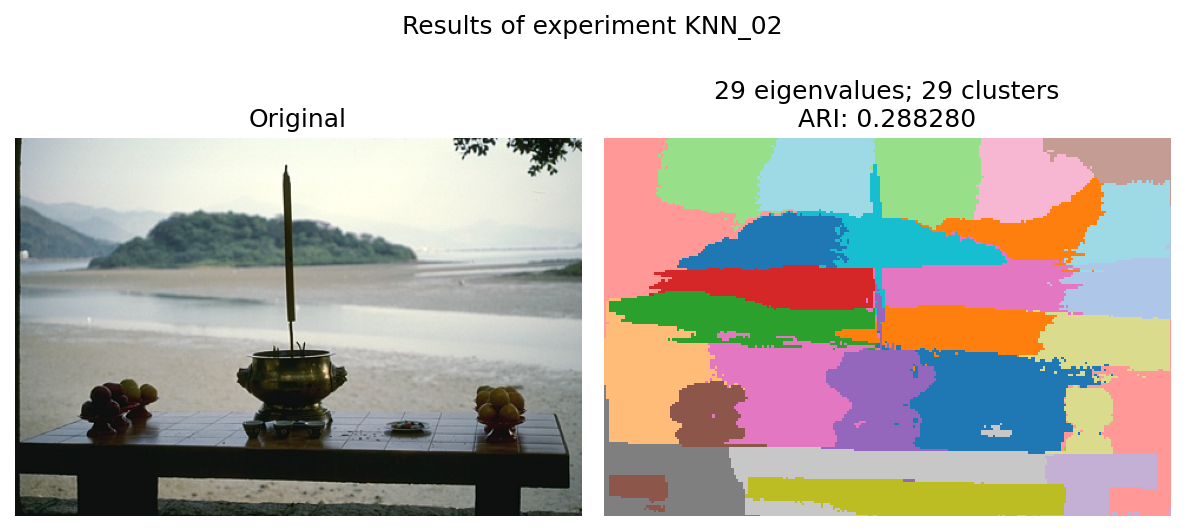 Results of experiment KNN_02
Original
29 eigenvalues; 29 clusters
ARI: 0.288280